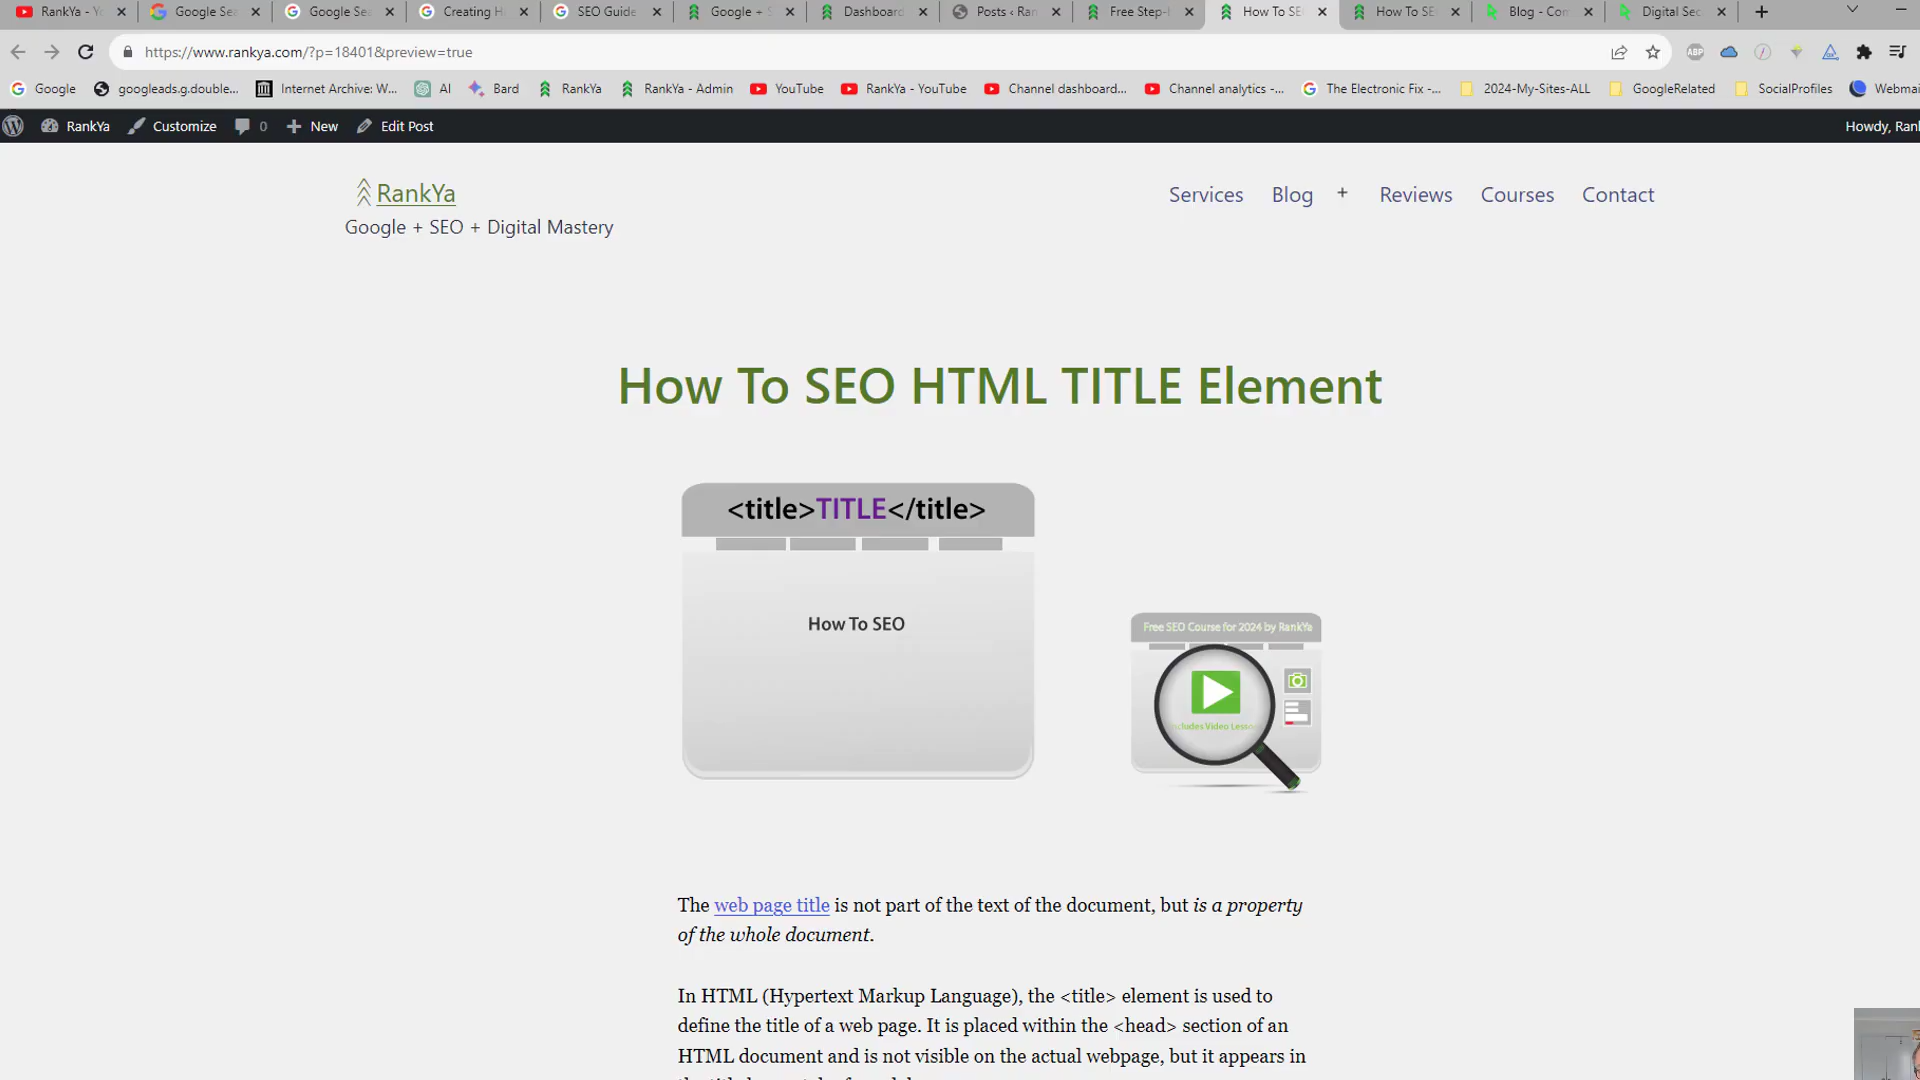 RankYa - Yo
Google Sea
Google Sea
Creating H
SEO Guide
Google + S
Dashboard
Posts ‹ Ran
Free Step-
How To SE
How To SE
Blog - Con
Digital Sec
https://www.rankya.com/?p=18401&preview=true
Google
googleads.g.double...
Internet Archive: W...
AI
Bard
RankYa
RankYa - Admin
YouTube
RankYa - YouTube
Channel dashboard...
Channel analytics -...
The Electronic Fix -...
2024-My-Sites-ALL
GoogleRelated
SocialProfiles
Webmai
RankYa
Customize
0
New
Edit Post
Howdy, Rank
RankYa
Google + SEO + Digital Mastery
Services
Blog
+
Reviews
Courses
Contact
How To SEO HTML TITLE Element
<title>TITLE</title>
How To SEO
Free SEO Course for 2024 by RankYa
The web page title is not part of the text of the document, but is a property
of the whole document.
In HTML (Hypertext Markup Language), the <title> element is used to
define the title of a web page. It is placed within the <head> section of an
HTML document and is not visible on the actual webpage, but it appears in